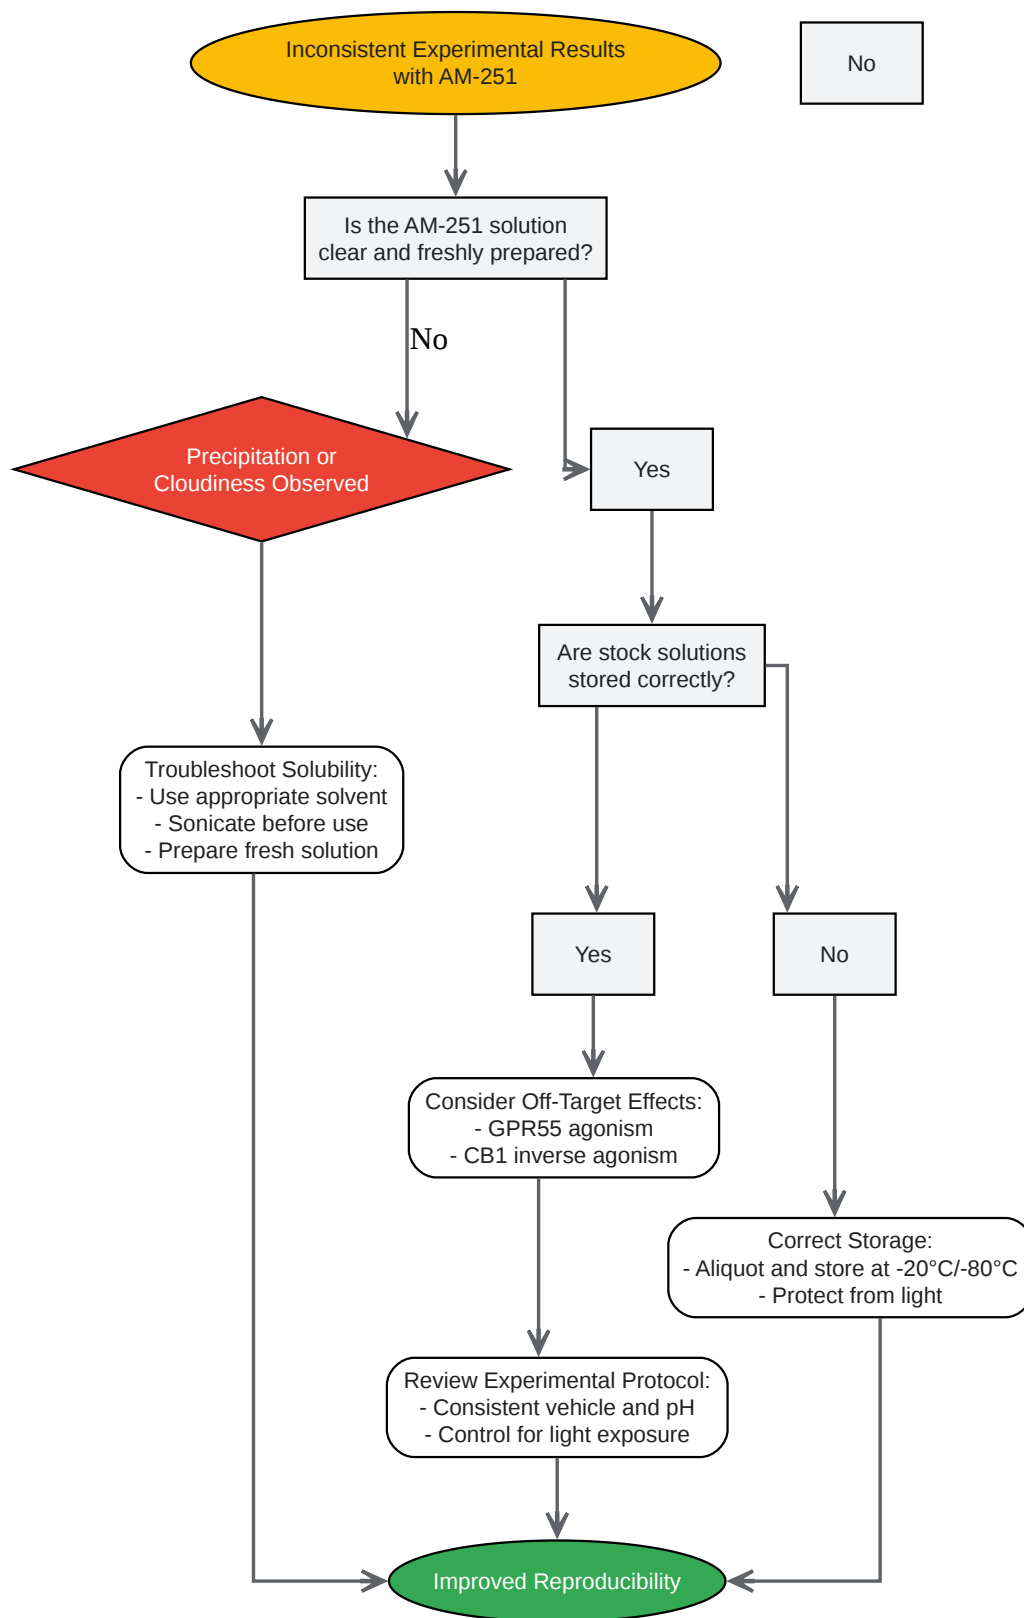 Inconsistent Experimental Results
with AM-251
No
Is the AM-251 solution
clear and freshly prepared?
No
Precipitation or
Cloudiness Observed
Yes
Are stock solutions
stored correctly?
Troubleshoot Solubility:
- Use appropriate solvent
- Sonicate before use
- Prepare fresh solution
Yes
No
Consider Off-Target Effects:
- GPR55 agonism
- CB1 inverse agonism
Correct Storage:
- Aliquot and store at -20°C/-80°C
- Protect from light
Review Experimental Protocol:
- Consistent vehicle and pH
- Control for light exposure
Improved Reproducibility